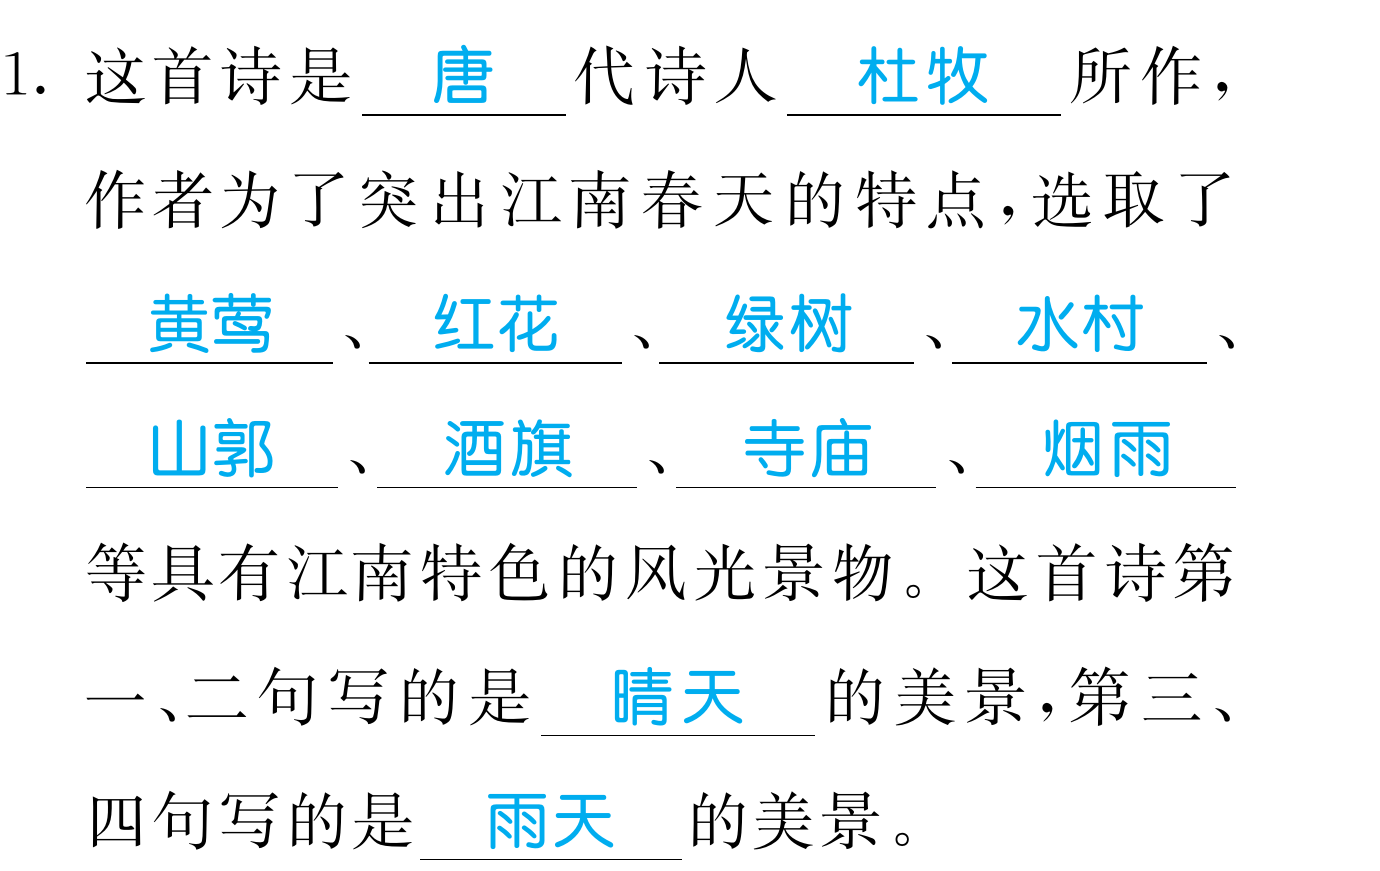 1. 这首诗是 唐 代诗人 杜牧 所作，
作者为了突出江南春天的特点，选取了
黄莺 、 红花 、 绿树 、 水村 、
山郭 、 酒旗 、 寺庙 、 烟雨
等具有江南特色的风光景物。这首诗第
一、二句写的是 晴天 的美景，第三、
四句写的是 雨天 的美景。